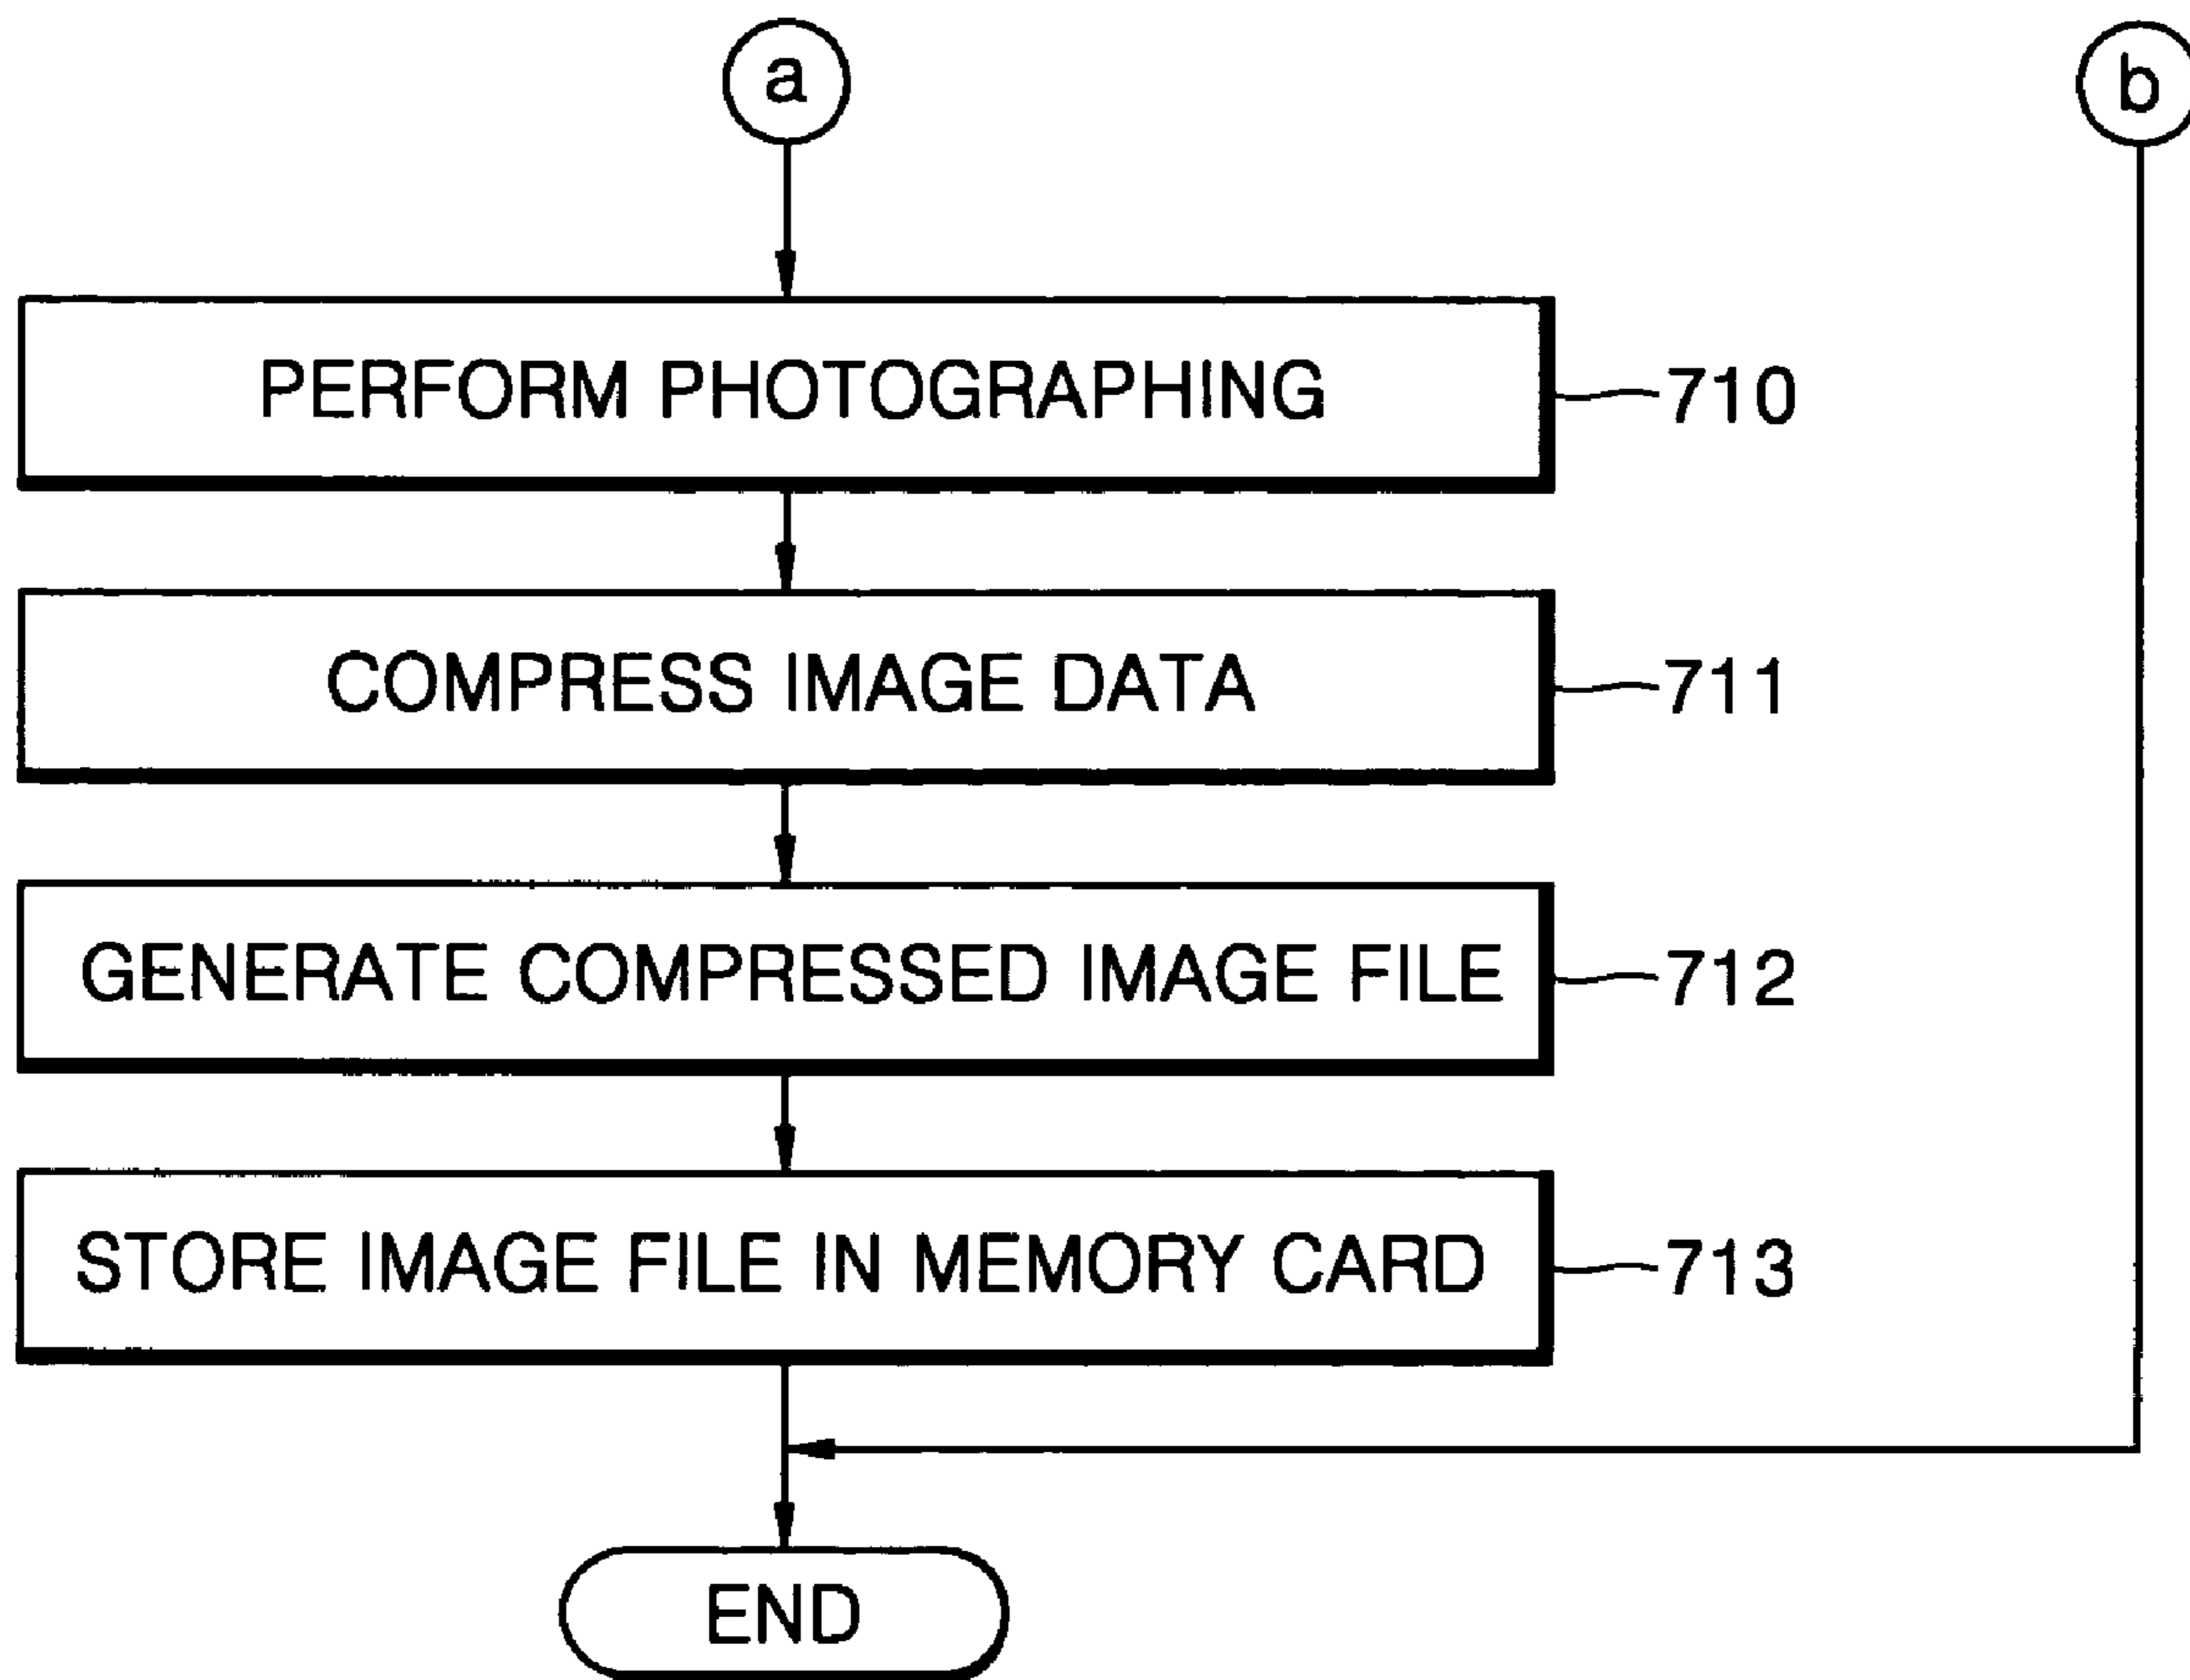 a
b
PERFORM PHOTOGRAPHING 710
COMPRESS IMAGE DATA 711
GENERATE COMPRESSED IMAGE FILE 712
STORE IMAGE FILE IN MEMORY CARD 713
END